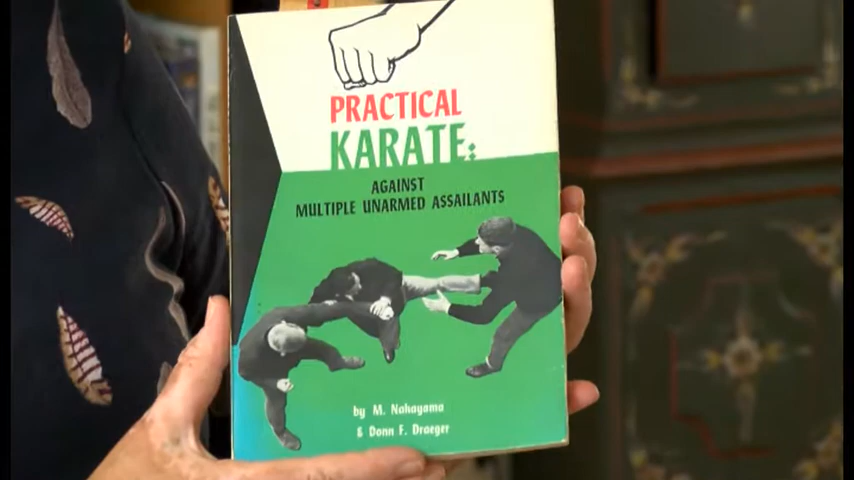 PRACTICAL
KARATE:
AGAINST
MULTIPLE UNARMED ASSAILANTS
by M. Nakayama
& Donn F. Draeger